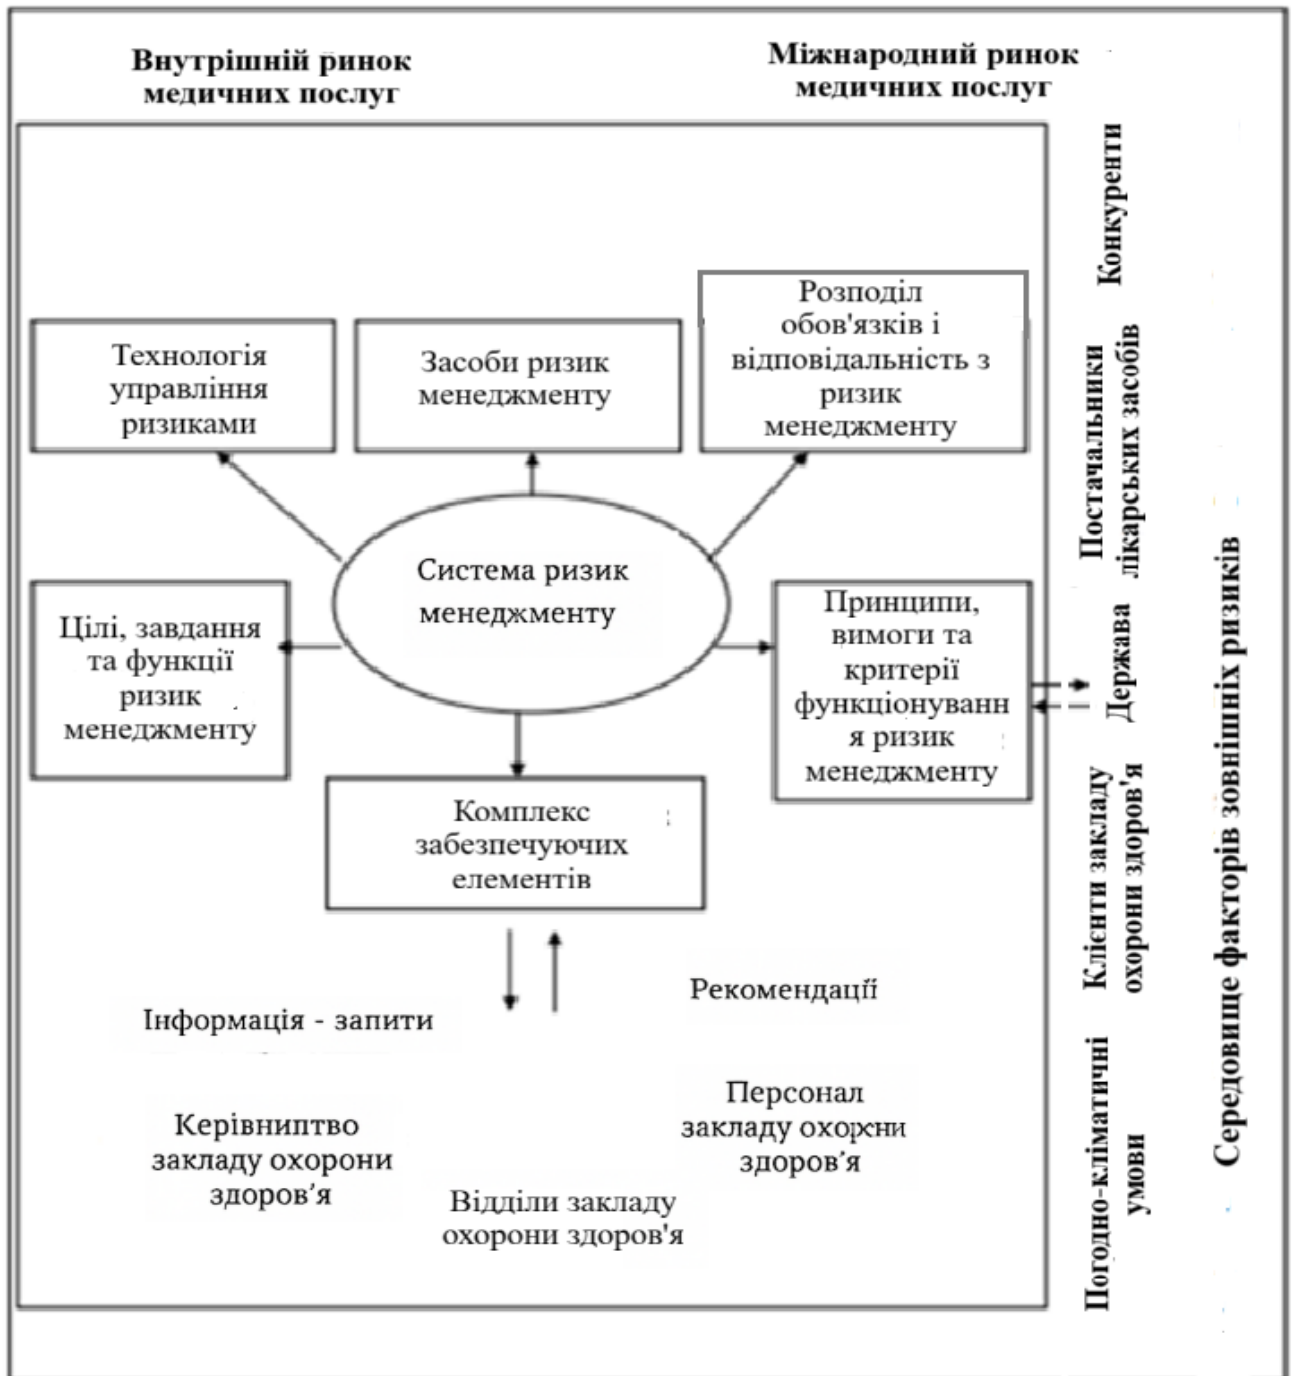 Внутрішній ринок
медичних послуг
Міжнародний ринок
медичних послуг
Технологія
управління
ризиками
Засоби ризик
менеджменту
Розподіл
обов'язків і
відповідальність з
ризик
менеджменту
Система ризик
менеджменту
Цілі, завдання
та функції
ризик
менеджменту
Принципи,
вимоги та
критерії
функціонуванн
я ризик
менеджменту
Комплекс
забезпечуючих
елементів
Інформація - запити
Рекомендації
Керівниптво
закладу охорони
здоров’я
Відділи закладу
охорони здоров'я
Персонал
закладу охорсни
здоров’я
Конкуренти
Постачальники
лікарських засобів
Держава
Клієнти закладу
охорони здоров'я
Погодно-кліматичні
умови
Середовище факторів зовнішніх ризиків